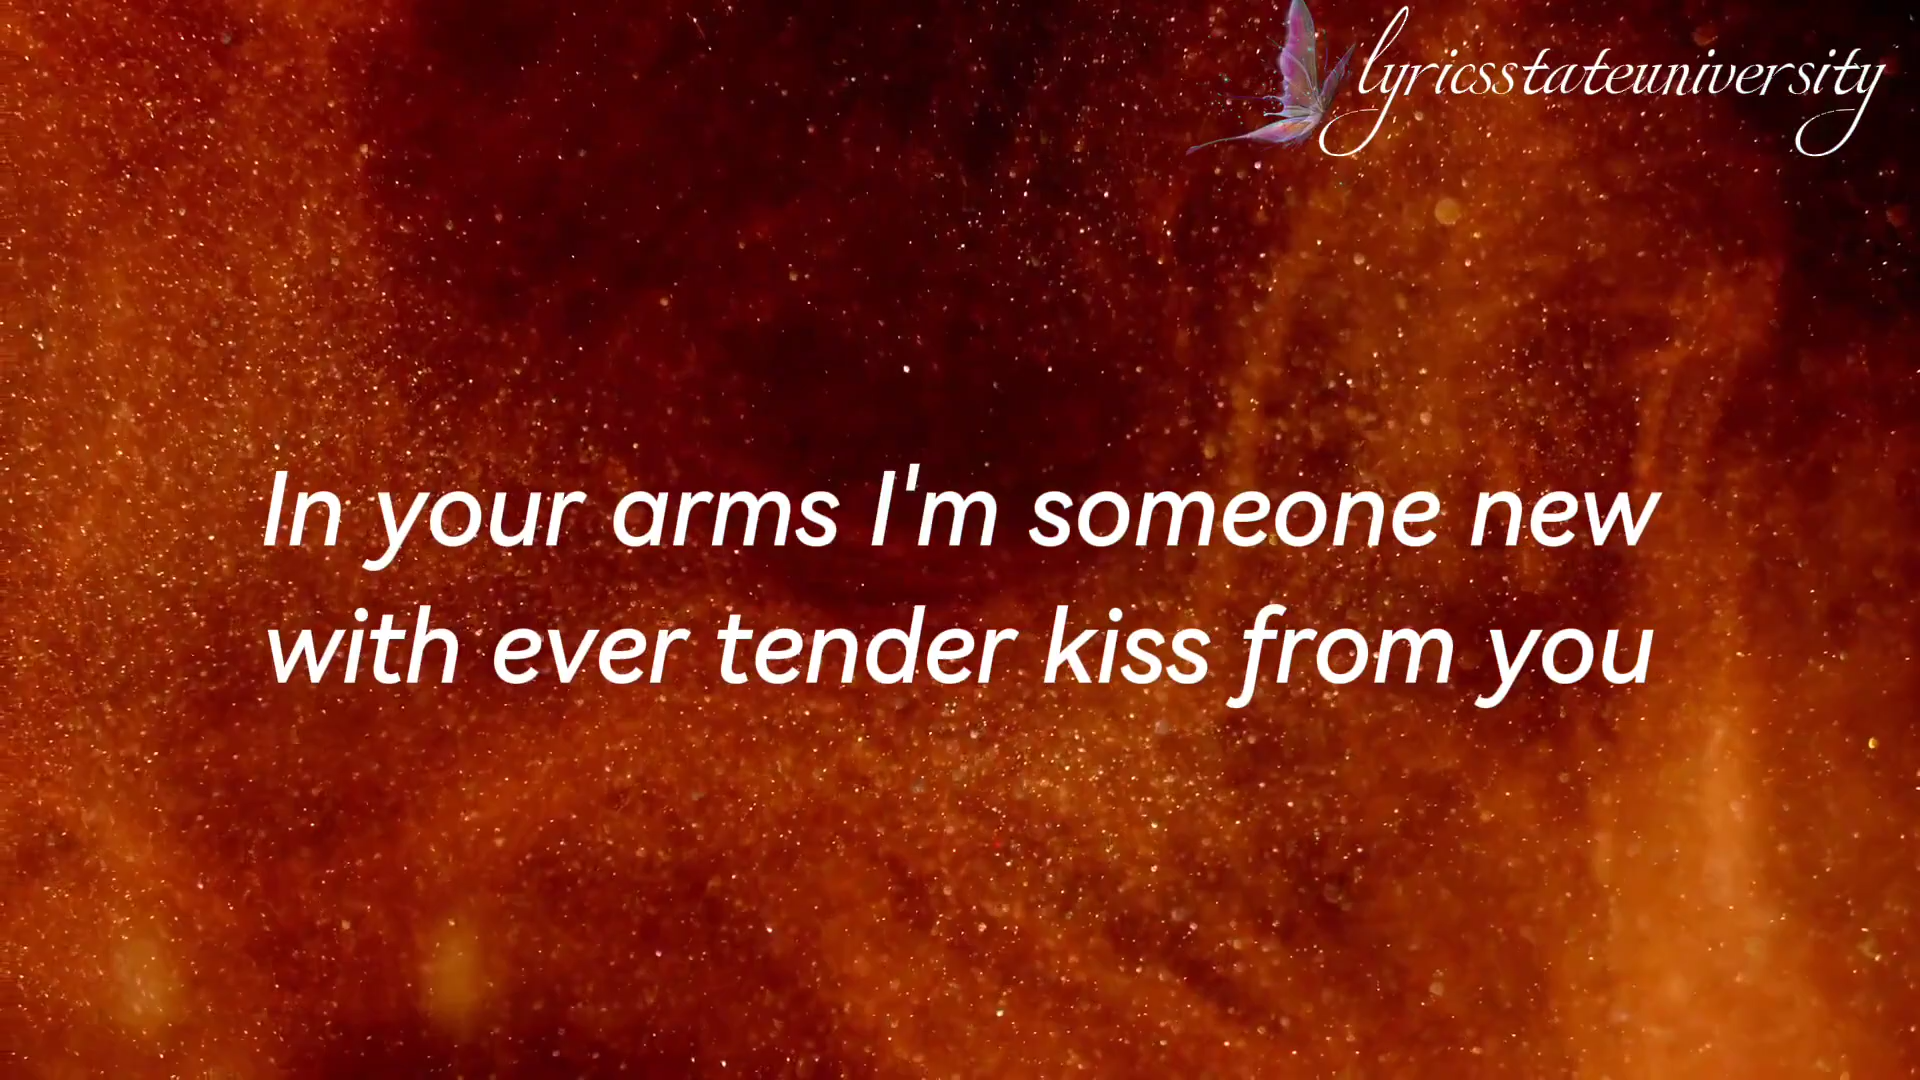 lyricsstateuniversity
In your arms I'm someone new
with ever tender kiss from you